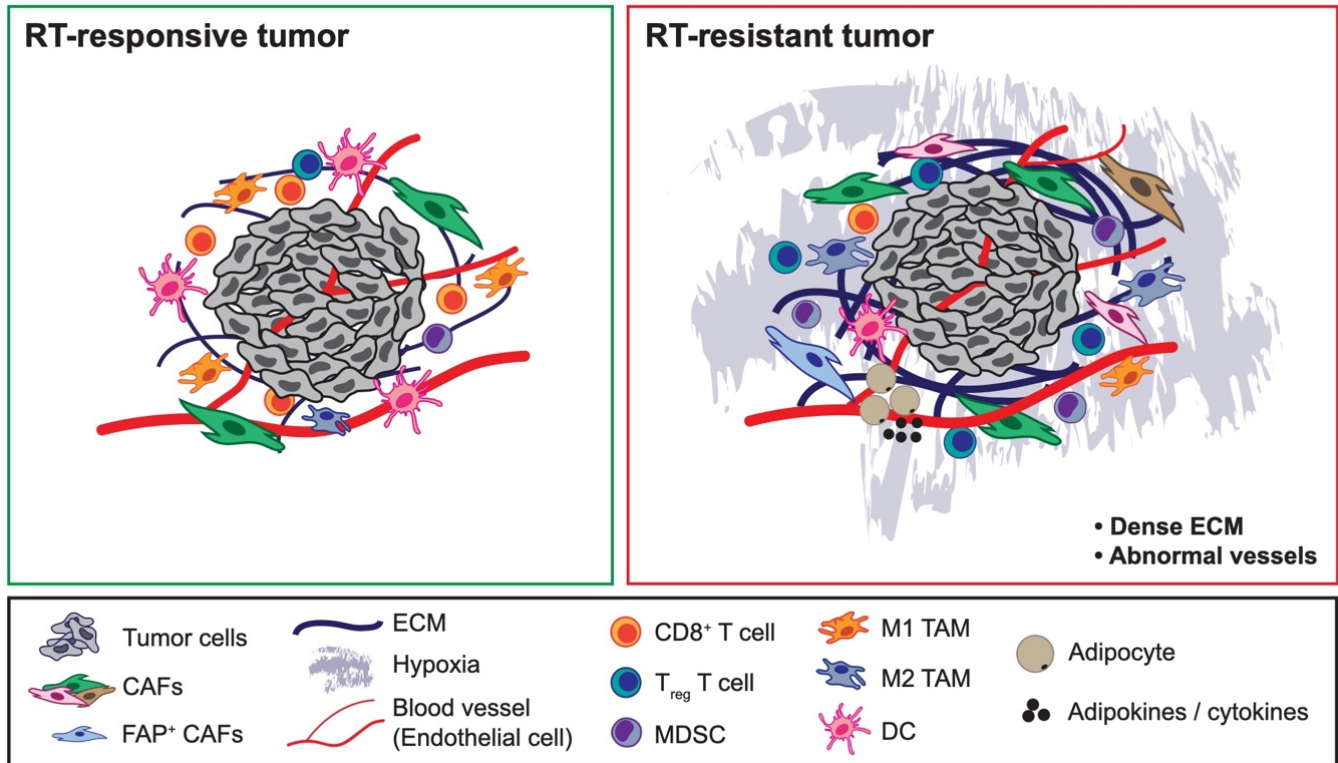 RT-responsive tumor
RT-resistant tumor
• Dense ECM
• Abnormal vessels
Tumor cells
CAFs
FAP⁺ CAFs
ECM
Hypoxia
Blood vessel
(Endothelial cell)
CD8⁺ T cell
Treg T cell
MDSC
M1 TAM
M2 TAM
DC
Adipocyte
Adipokines / cytokines